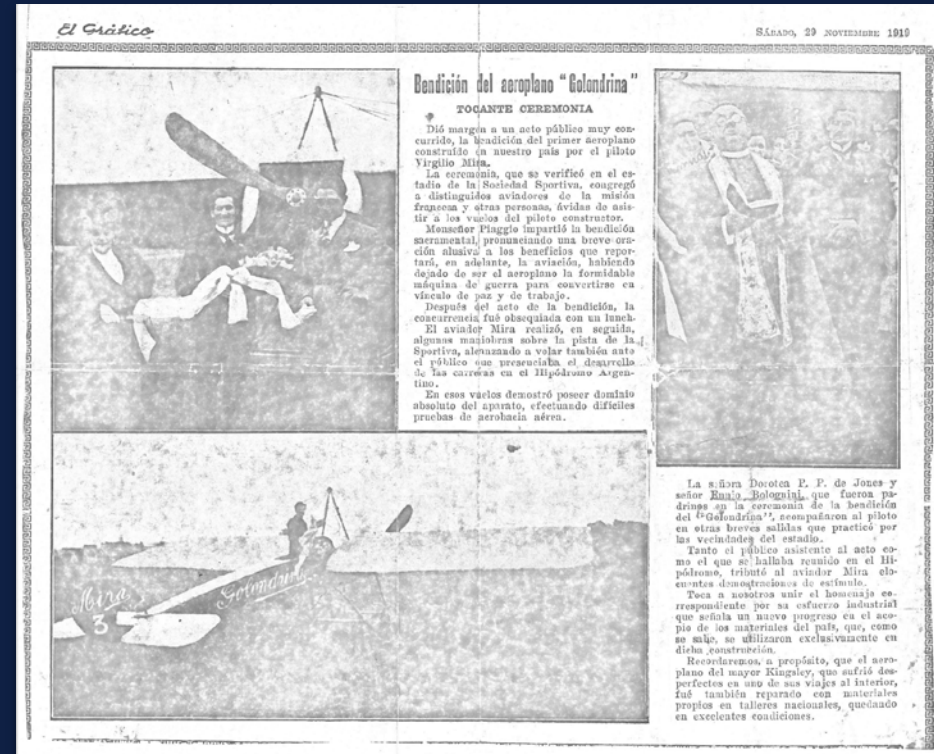 El Gráfico
SÁBADO, 29 NOVIEMBRE 1919
Bendición del aeroplano "Golondrina"
TOCANTE CEREMONIA
Dió margen a un acto público muy con-
currido, la bendición del primer aeroplano
construído en nuestro país por el piloto
Virgilio Mira.
La ceremonia, que se verificó en el es-
tadio de la Sociedad Sportiva, congregó
a distinguidos aviadores de la misión
francesa y otras personas, ávidas de asis-
tir a los vuelos del piloto constructor.
Monseñor Piaggio impartió la bendición
sacramental, pronunciando una breve ora-
ción alusiva a los beneficios que repor-
tará, en adelante, la aviación, habiendo
dejado de ser el aeroplano la formidable
máquina de guerra para convertirse en
vínculo de paz y de trabajo.
Después del acto de la bendición, la
concurrencia fué obsequiada con un lunch.
El aviador Mira realizó, en seguida,
algunas maniobras sobre la pista de la
Sportiva, alcanzando a volar también ante
el público que presenciaba el desarrollo
de las carreras en el Hipódromo Argen-
tino.
En esos vuelos demostró poseer dominio
absoluto del aparato, efectuando difíciles
pruebas de acrobacia aérea.
La señora Dorotea P. P. de Jones y
señor Ennio Bolognini, que fueron pa-
drinos en la ceremonia de la bendición
del "Golondrina", acompañaron al piloto
en otras breves salidas que practicó por
las vecindades del estadio.
Tanto el público asistente al acto co-
mo el que se hallaba reunido en el Hi-
pódromo, tributó al aviador Mira elo-
cuentes demostraciones de estímulo.
Toca a nosotros unir el homenaje co-
rrespondiente por su esfuerzo industrial
que señala un nuevo progreso en el aco-
pio de los materiales del país, que, como
se sabe, se utilizaron exclusivamente en
dicha construcción.
Recordaremos, a propósito, que el aero-
plano del mayor Kingsley, que sufrió des-
perfectos en uno de sus viajes al interior,
fué también reparado con materiales
propios en talleres nacionales, quedando
en excelentes condiciones.
Mira
3
Golondrina